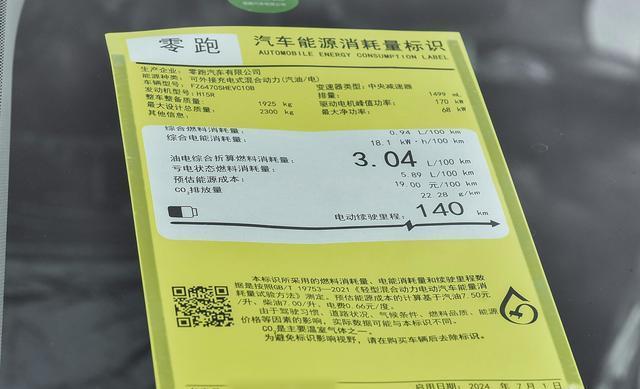 零跑
汽车能源消耗量标识
AUTOMOBILE ENERGY CONSUMPTION LABEL
生产企业: 零跑汽车有限公司
能源种类: 可外接充电式混合动力(汽油/电)
车辆型号: FZ6470SHEVC10B 变速器类型: 中央减速器
发动机型号: H15R 排量: 1499 mL
整车整备质量: 1925 kg 驱动电机峰值功率: 170 kW
最大设计总质量: 2300 kg 最大净功率: 68 kW
其他信息:
综合燃料消耗量: 0.94 L/100 km
综合电能消耗量: 18.1 kW·h/100 km
油电综合折算燃料消耗量: 3.04 L/100 km
亏电状态燃料消耗量: 5.89 L/100 km
预估能源成本: 19.00 元/100 km
CO₂排放量 22.28 g/km
电动续驶里程: 140 km
本标识所采用的燃料消耗量、电能消耗量和续驶里程数
据是按照GB/T 19753—2021《轻型混合动力电动汽车能量消
耗量试验方法》测定。预估能源成本的计算基于汽油7.50元
/升、柴油7.00/升、电费0.66元/度。
由于驾驶习惯、道路状况、气候条件、燃料品质、能源
价格等因素的影响，实际数据可能与本标识不同。
CO₂是主要温室气体之一。
为避免标识影响视野，请在购买车辆后去除标识。
启用日期: 2024 年 7 月 1 日